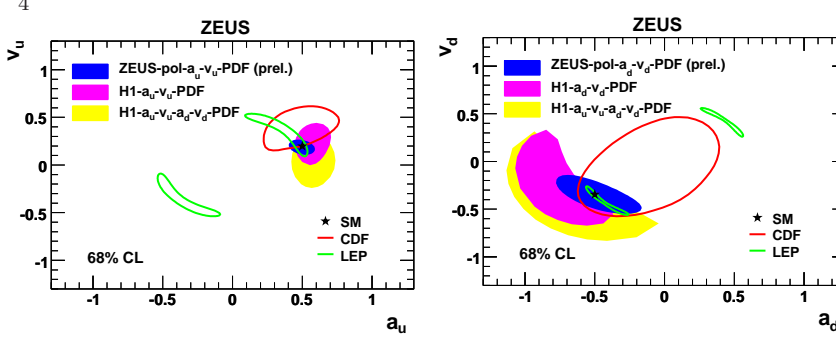 4
ZEUS
v_u
1
0.5
0
-0.5
-1
ZEUS-pol-a_u-v_u-PDF (prel.)
H1-a_u-v_u-PDF
H1-a_u-v_u-a_d-v_d-PDF
SM
CDF
LEP
68% CL
-1 -0.5 0 0.5 1
a_u
ZEUS
v_d
1
0.5
0
-0.5
-1
ZEUS-pol-a_d-v_d-PDF (prel.)
H1-a_d-v_d-PDF
H1-a_u-v_u-a_d-v_d-PDF
SM
CDF
LEP
68% CL
-1 -0.5 0 0.5 1
a_d